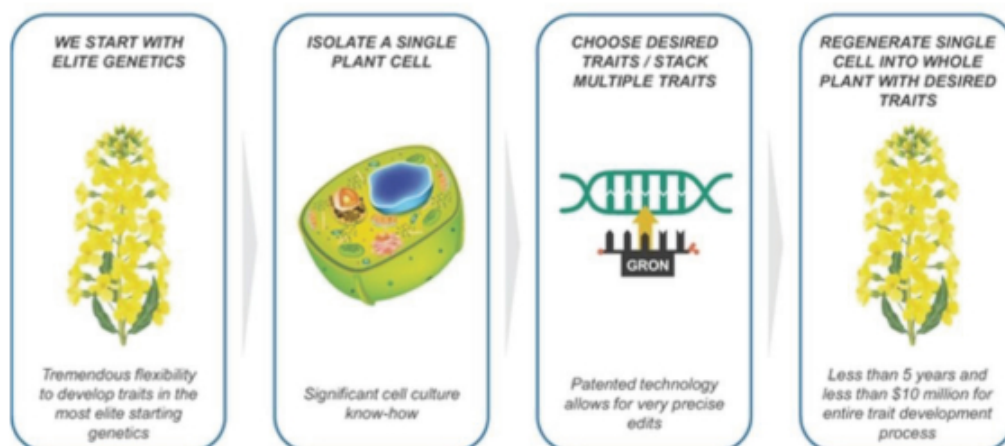 WE START WITH
ELITE GENETICS
Tremendous flexibility
to develop traits in the
most elite starting
genetics
ISOLATE A SINGLE
PLANT CELL
Significant cell culture
know-how
CHOOSE DESIRED
TRAITS / STACK
MULTIPLE TRAITS
GRON
Patented technology
allows for very precise
edits
REGENERATE SINGLE
CELL INTO WHOLE
PLANT WITH DESIRED
TRAITS
Less than 5 years and
less than $10 million for
entire trait development
process